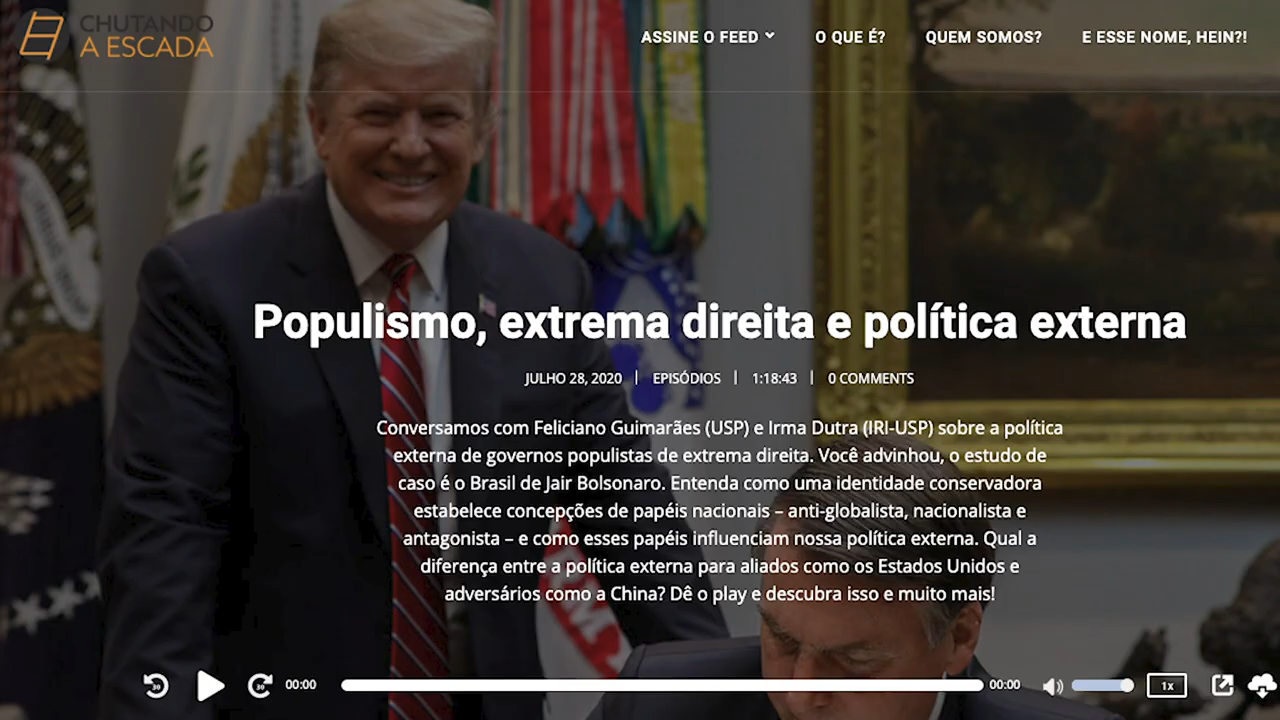 CHUTANDO
A ESCADA
ASSINE O FEED
O QUE É?
QUEM SOMOS?
E ESSE NOME, HEIN?!
Populismo, extrema direita e política externa
JULHO 28, 2020 | EPISÓDIOS | 1:18:43 | 0 COMMENTS
Conversamos com Feliciano Guimarães (USP) e Irma Dutra (IRI-USP) sobre a política
externa de governos populistas de extrema direita. Você advinhou, o estudo de
caso é o Brasil de Jair Bolsonaro. Entenda como uma identidade conservadora
estabelece concepções de papéis nacionais – anti-globalista, nacionalista e
antagonista – e como esses papéis influenciam nossa política externa. Qual a
diferença entre a política externa para aliados como os Estados Unidos e
adversários como a China? Dê o play e descubra isso e muito mais!
30
30
00:00
00:00
1x